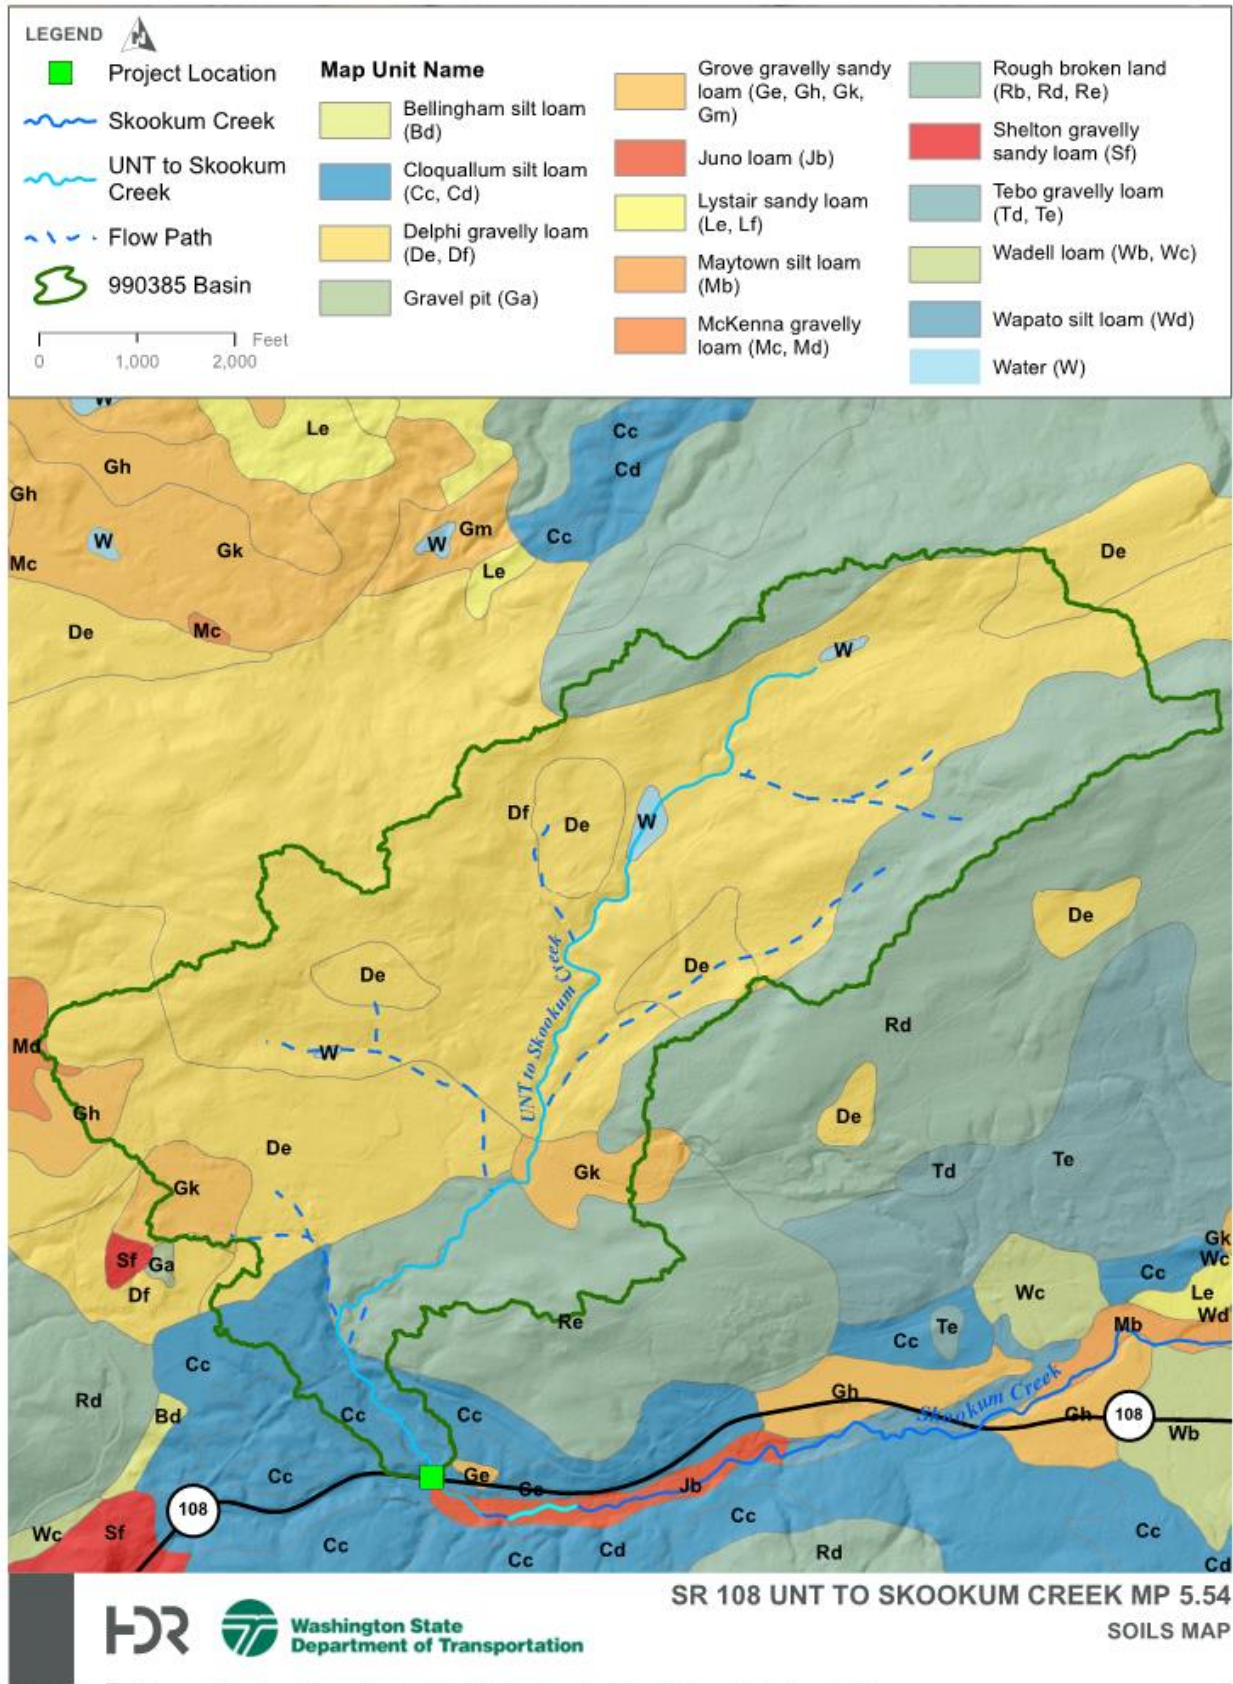 LEGEND
Project Location
Skookum Creek
UNT to Skookum
Creek
Flow Path
990385 Basin
Feet
0 1,000 2,000
Map Unit Name
Bellingham silt loam
(Bd)
Cloquallum silt loam
(Cc, Cd)
Delphi gravelly loam
(De, Df)
Gravel pit (Ga)
Grove gravelly sandy
loam (Ge, Gh, Gk,
Gm)
Juno loam (Jb)
Lystair sandy loam
(Le, Lf)
Maytown silt loam
(Mb)
McKenna gravelly
loam (Mc, Md)
Rough broken land
(Rb, Rd, Re)
Shelton gravelly
sandy loam (Sf)
Tebo gravelly loam
(Td, Te)
Wadell loam (Wb, Wc)
Wapato silt loam (Wd)
Water (W)
W
Le
Cc
Gh
Cd
Gh
Gm
Cc
W
W
Gk
De
Mc
Le
De
Mc
W
Df
De
W
De
De
De
Rd
Md
W
Gh
De
De
Gk
Td
Te
Gk
UNT to Skookum Creek
Gk
Wc
Sf
Ga
Cc
Df
Wc
Le
Wd
Re
Mb
Te
Cc
Cc
Rd
Gh
Skookum Creek
Bd
Cc
Cc
Gh
108
Wb
Cc
Ge
Jb
108
Cc
Wc
Sf
Cc
Cc
Cd
Rd
Cc
Cd
SR 108 UNT TO SKOOKUM CREEK MP 5.54
SOILS MAP
HDR
Washington State
Department of Transportation